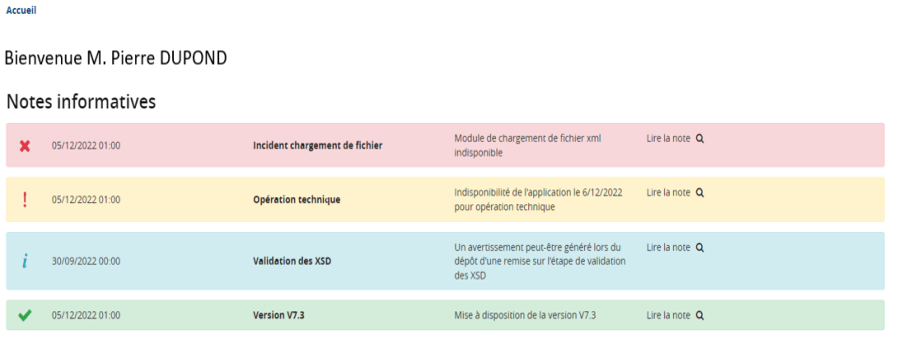 Accueil
Bienvenue M. Pierre DUPOND
Notes informatives
05/12/2022 01:00 Incident chargement de fichier Module de chargement de fichier xml Lire la note
indisponible
05/12/2022 01:00 Opération technique Indisponibilité de l'application le 6/12/2022 Lire la note
pour opération technique
30/09/2022 00:00 Validation des XSD Un avertissement peut-être généré lors du Lire la note
dépôt d'une remise sur l'étape de validation
des XSD
05/12/2022 01:00 Version V7.3 Mise à disposition de la version V7.3 Lire la note